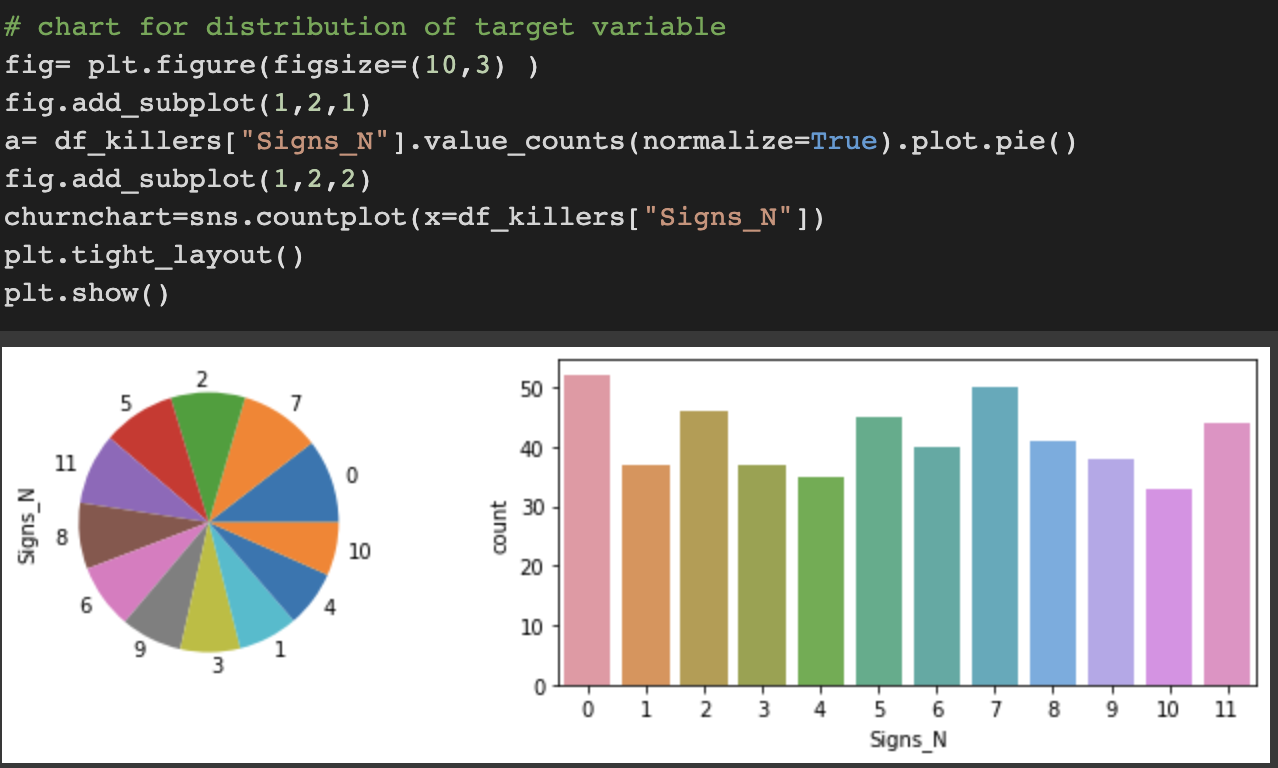 # chart for distribution of target variable
fig= plt.figure(figsize=(10,3) )
fig.add_subplot(1,2,1)
a= df_killers["Signs_N"].value_counts(normalize=True).plot.pie()
fig.add_subplot(1,2,2)
churnchart=sns.countplot(x=df_killers["Signs_N"])
plt.tight_layout()
plt.show()
2
5
7
11
0
Signs_N
8
10
6
4
9
3
1
50
40
30
20
10
0
count
0 1 2 3 4 5 6 7 8 9 10 11
Signs_N